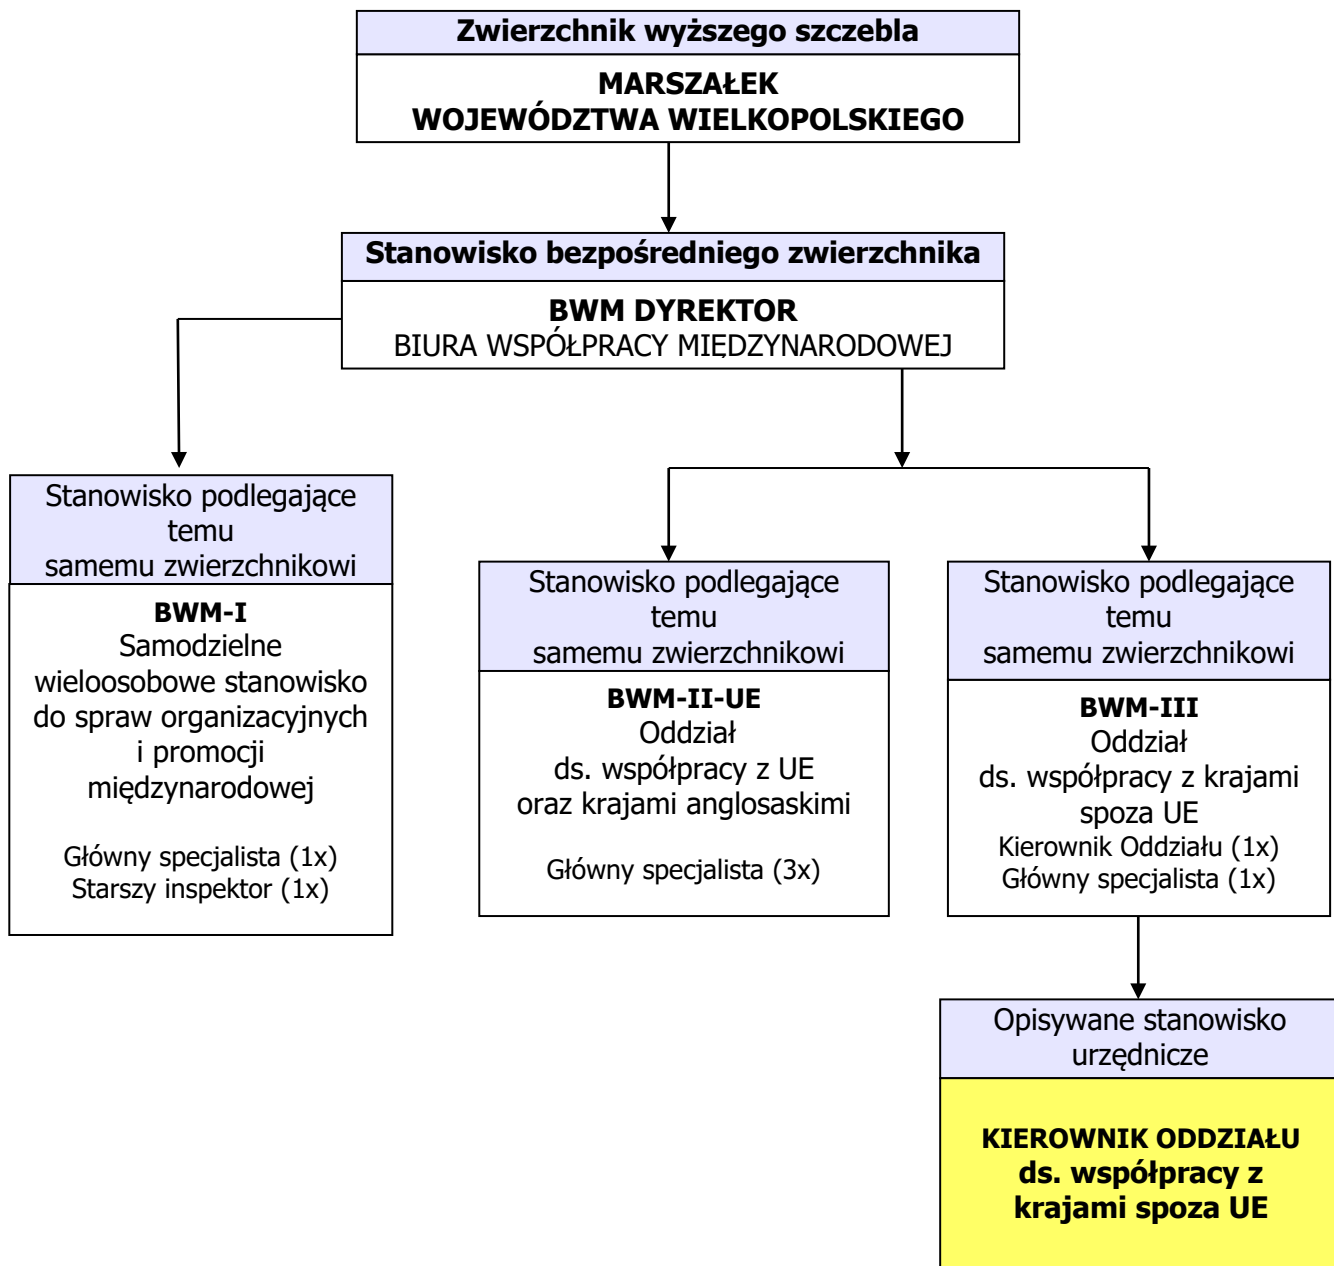 Zwierzchnik wyższego szczebla
MARSZAŁEK
WOJEWÓDZTWA WIELKOPOLSKIEGO
Stanowisko bezpośredniego zwierzchnika
BWM DYREKTOR
BIURA WSPÓŁPRACY MIĘDZYNARODOWEJ
Stanowisko podlegające
temu
samemu zwierzchnikowi
BWM-I
Samodzielne
wieloosobowe stanowisko
do spraw organizacyjnych
i promocji
międzynarodowej
Główny specjalista (1x)
Starszy inspektor (1x)
Stanowisko podlegające
temu
samemu zwierzchnikowi
BWM-II-UE
Oddział
ds. współpracy z UE
oraz krajami anglosaskimi
Główny specjalista (3x)
Stanowisko podlegające
temu
samemu zwierzchnikowi
BWM-III
Oddział
ds. współpracy z krajami
spoza UE
Kierownik Oddziału (1x)
Główny specjalista (1x)
Opisywane stanowisko
urzędnicze
KIEROWNIK ODDZIAŁU
ds. współpracy z
krajami spoza UE